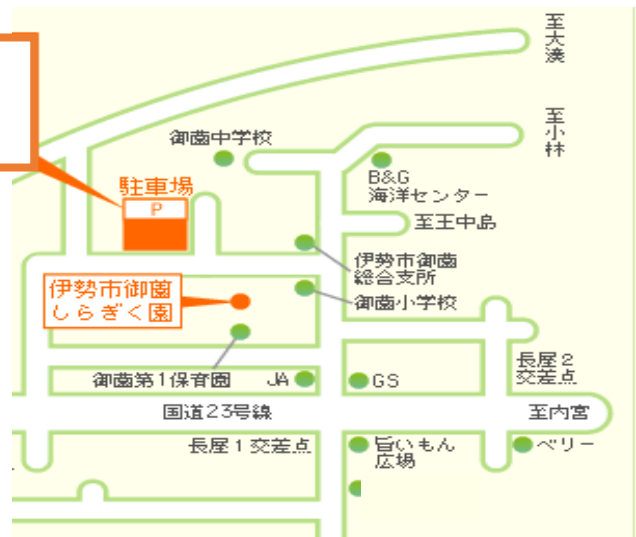 至大湊
至小林
御薗中学校
B&G
海洋センター
駐車場
P
至王中島
伊勢市御薗
総合支所
伊勢市御薗
しらぎく園
御薗小学校
長屋2
交差点
御薗第1保育園
JA
GS
国道23号線
至内宮
長屋1交差点
旨いもん
広場
ベリー